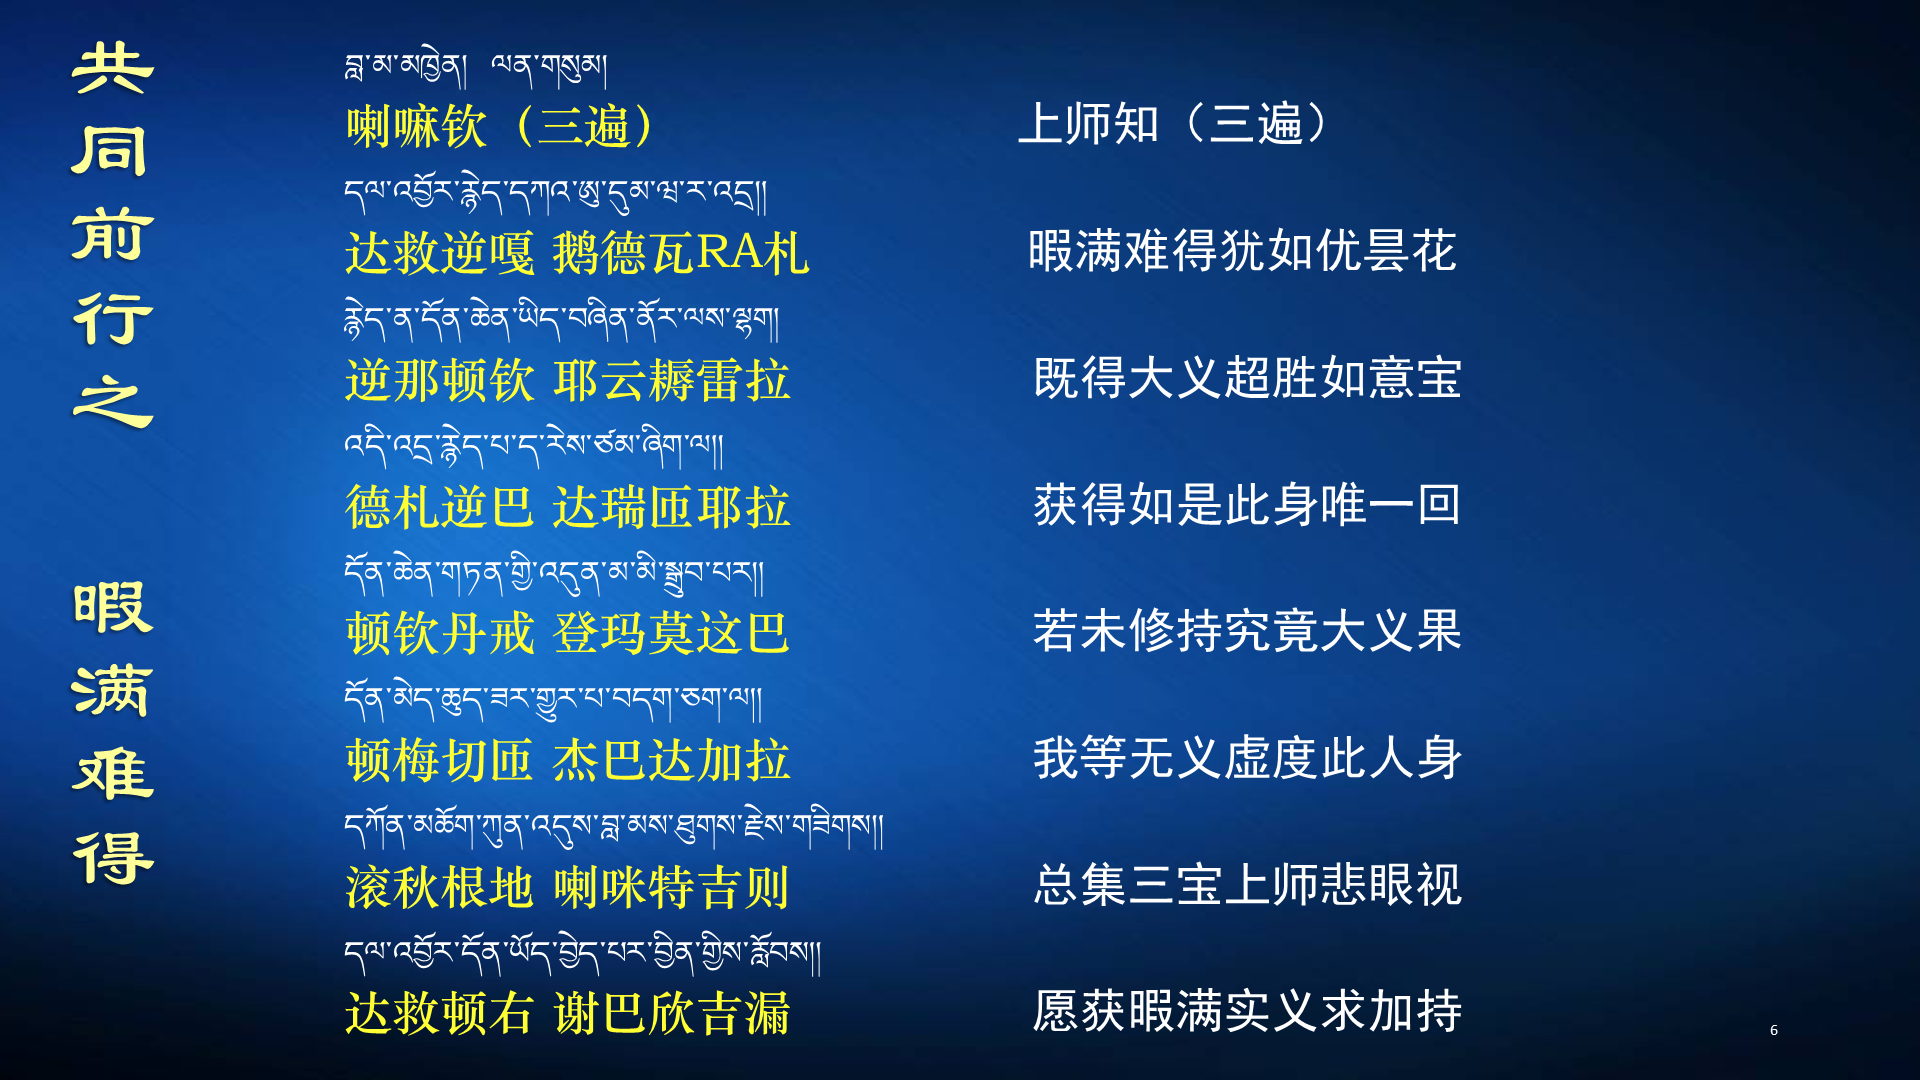 共同前行之 暇满难得
བླ་མ་མཁྱེན། ལན་གསུམ།
喇嘛钦（三遍） 上师知（三遍）
དལ་འབྱོར་རྙེད་དཀའ་ཨུ་དུམ་ཝ་ར་འདྲ།།
达救逆嘎 鹅德瓦RA札 暇满难得犹如优昙花
རྙེད་ན་དོན་ཆེན་ཡིད་བཞིན་ནོར་ལས་ལྷག།
逆那顿钦 耶云耨雷拉 既得大义超胜如意宝
འདི་འདྲ་རྙེད་པ་ད་རེས་ཙམ་ཞིག་ལ།།
德札逆巴 达瑞匝耶拉 获得如是此身唯一回
དོན་ཆེན་གཏན་གྱི་འདུན་མ་མི་སྒྲུབ་པར།།
顿钦丹戒 登玛莫这巴 若未修持究竟大义果
དོན་མེད་ཆུད་ཟར་གྱུར་པ་བདག་ཅག་ལ།།
顿梅切匝 杰巴达加拉 我等无义虚度此人身
དཀོན་མཆོག་ཀུན་འདུས་བླ་མས་ཐུགས་རྗེས་གཟིགས།།
滚秋根地 喇咪特吉则 总集三宝上师悲眼视
དལ་འབྱོར་དོན་ཡོད་བྱེད་པར་བྱིན་གྱིས་རློབས།།
达救顿右 谢巴欣吉漏 愿获暇满实义求加持
6